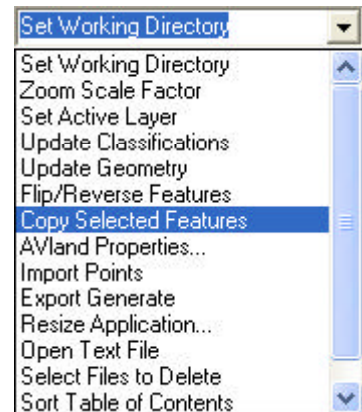 Set Working Directory
Set Working Directory
Zoom Scale Factor
Set Active Layer
Update Classifications
Update Geometry
Flip/Reverse Features
Copy Selected Features
AVland Properties...
Import Points
Export Generate
Resize Application...
Open Text File
Select Files to Delete
Sort Table of Contents